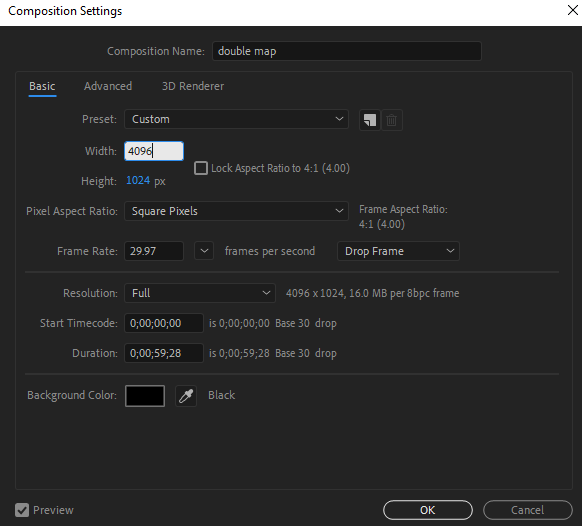 Composition Settings
Composition Name: double map
Basic Advanced 3D Renderer
Preset: Custom
Width: 4096
Lock Aspect Ratio to 4:1 (4.00)
Height: 1024 px
Pixel Aspect Ratio: Square Pixels
Frame Aspect Ratio:
4:1 (4.00)
Frame Rate: 29.97 frames per second Drop Frame
Resolution: Full 4096 x 1024, 16.0 MB per 8bpc frame
Start Timecode: 0;00;00;00 is 0;00;00;00 Base 30 drop
Duration: 0;00;59;28 is 0;00;59;28 Base 30 drop
Background Color: Black
Preview OK Cancel